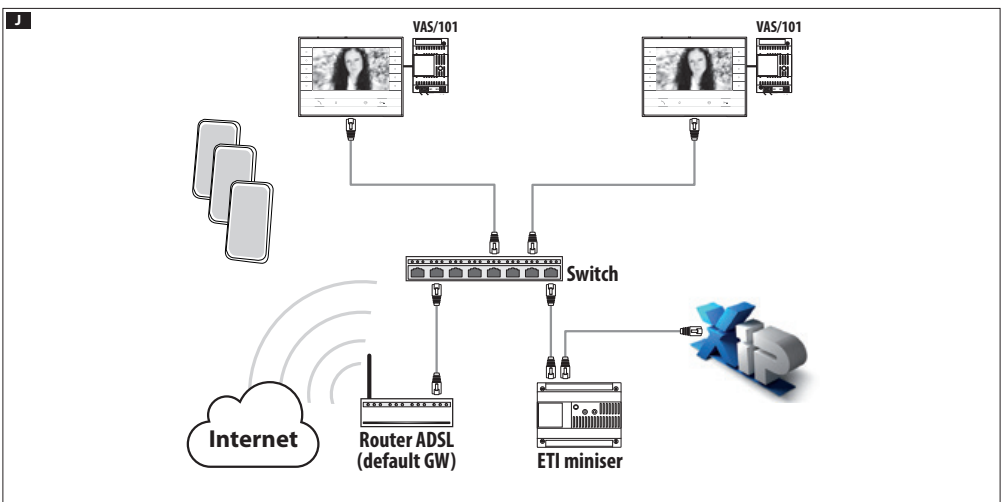 J
VAS/101
VAS/101
Switch
Xip
Internet
Router ADSL
(default GW)
ETI miniser